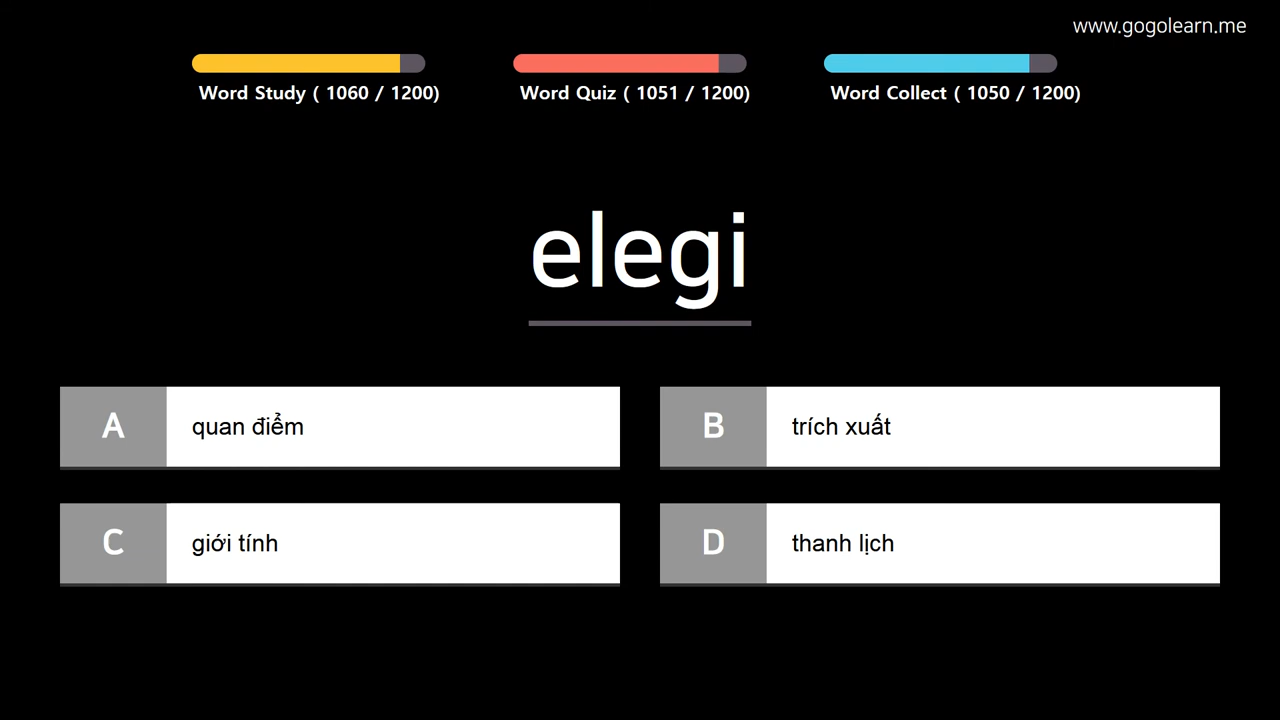 www.gogolearn.me
Word Study ( 1060 / 1200)
Word Quiz ( 1051 / 1200)
Word Collect ( 1050 / 1200)
elegi
A quan điểm
B trích xuất
C giới tính
D thanh lịch